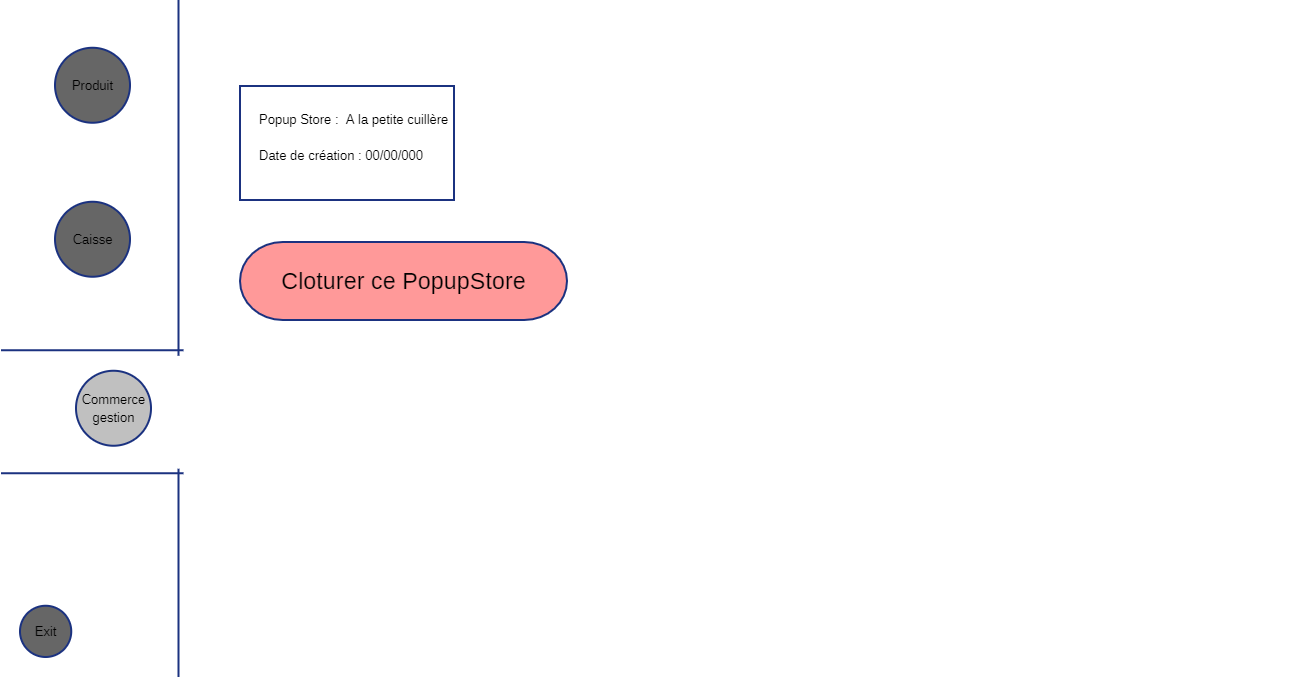 Produit
Popup Store :  A la petite cuillère
Date de création : 00/00/000
Caisse
Cloturer ce PopupStore
Commerce
gestion
Exit